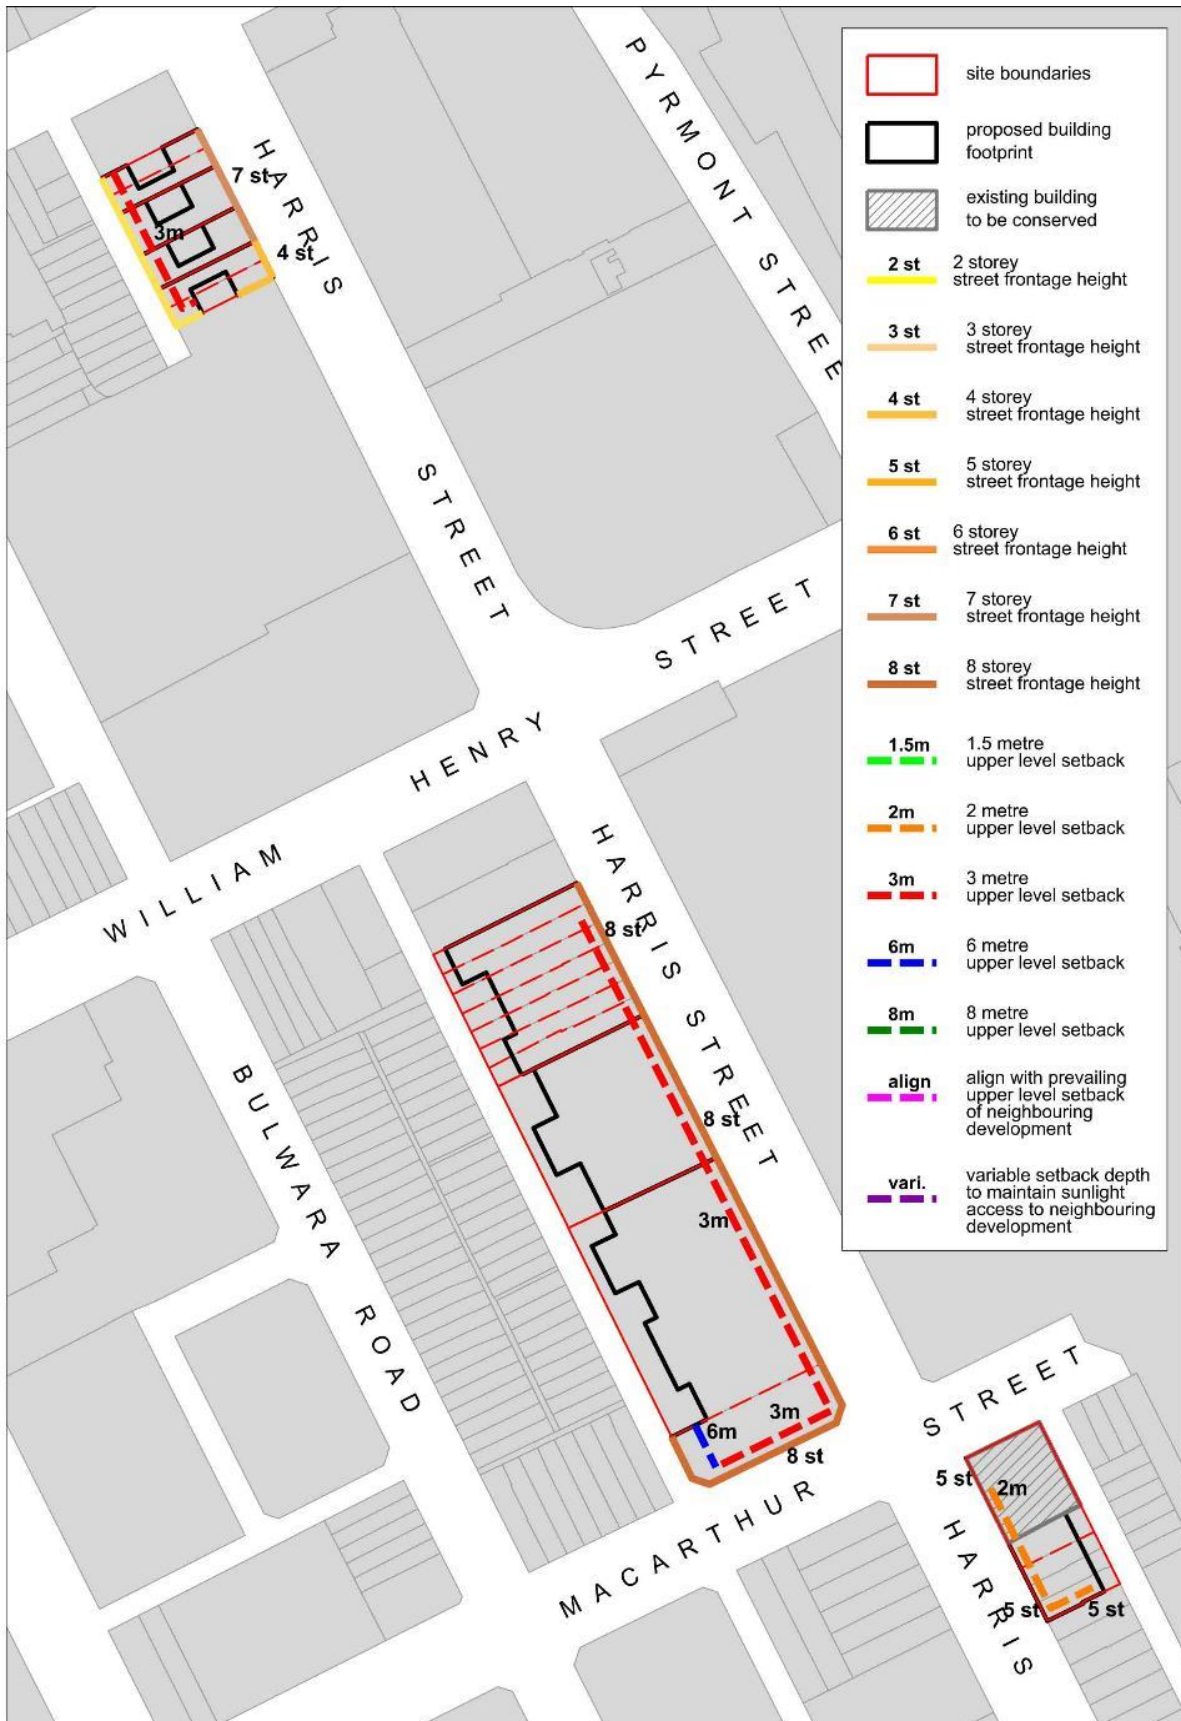 HARRIS
STREET
PYRMONT STREE
7 st
4 st
3m
WILLIAM HENRY STREET
HARRIS STREET
8 st
8 st
3m
3m
6m
8 st
BULWARA ROAD
MACARTHUR STREET
5 st
2m
5 st
5 st
HARRIS
site boundaries
proposed building
footprint
existing building
to be conserved
2 st
2 storey
street frontage height
3 st
3 storey
street frontage height
4 st
4 storey
street frontage height
5 st
5 storey
street frontage height
6 st
6 storey
street frontage height
7 st
7 storey
street frontage height
8 st
8 storey
street frontage height
1.5m
1.5 metre
upper level setback
2m
2 metre
upper level setback
3m
3 metre
upper level setback
6m
6 metre
upper level setback
8m
8 metre
upper level setback
align
align with prevailing
upper level setback
of neighbouring
development
vari.
variable setback depth
to maintain sunlight
access to neighbouring
development